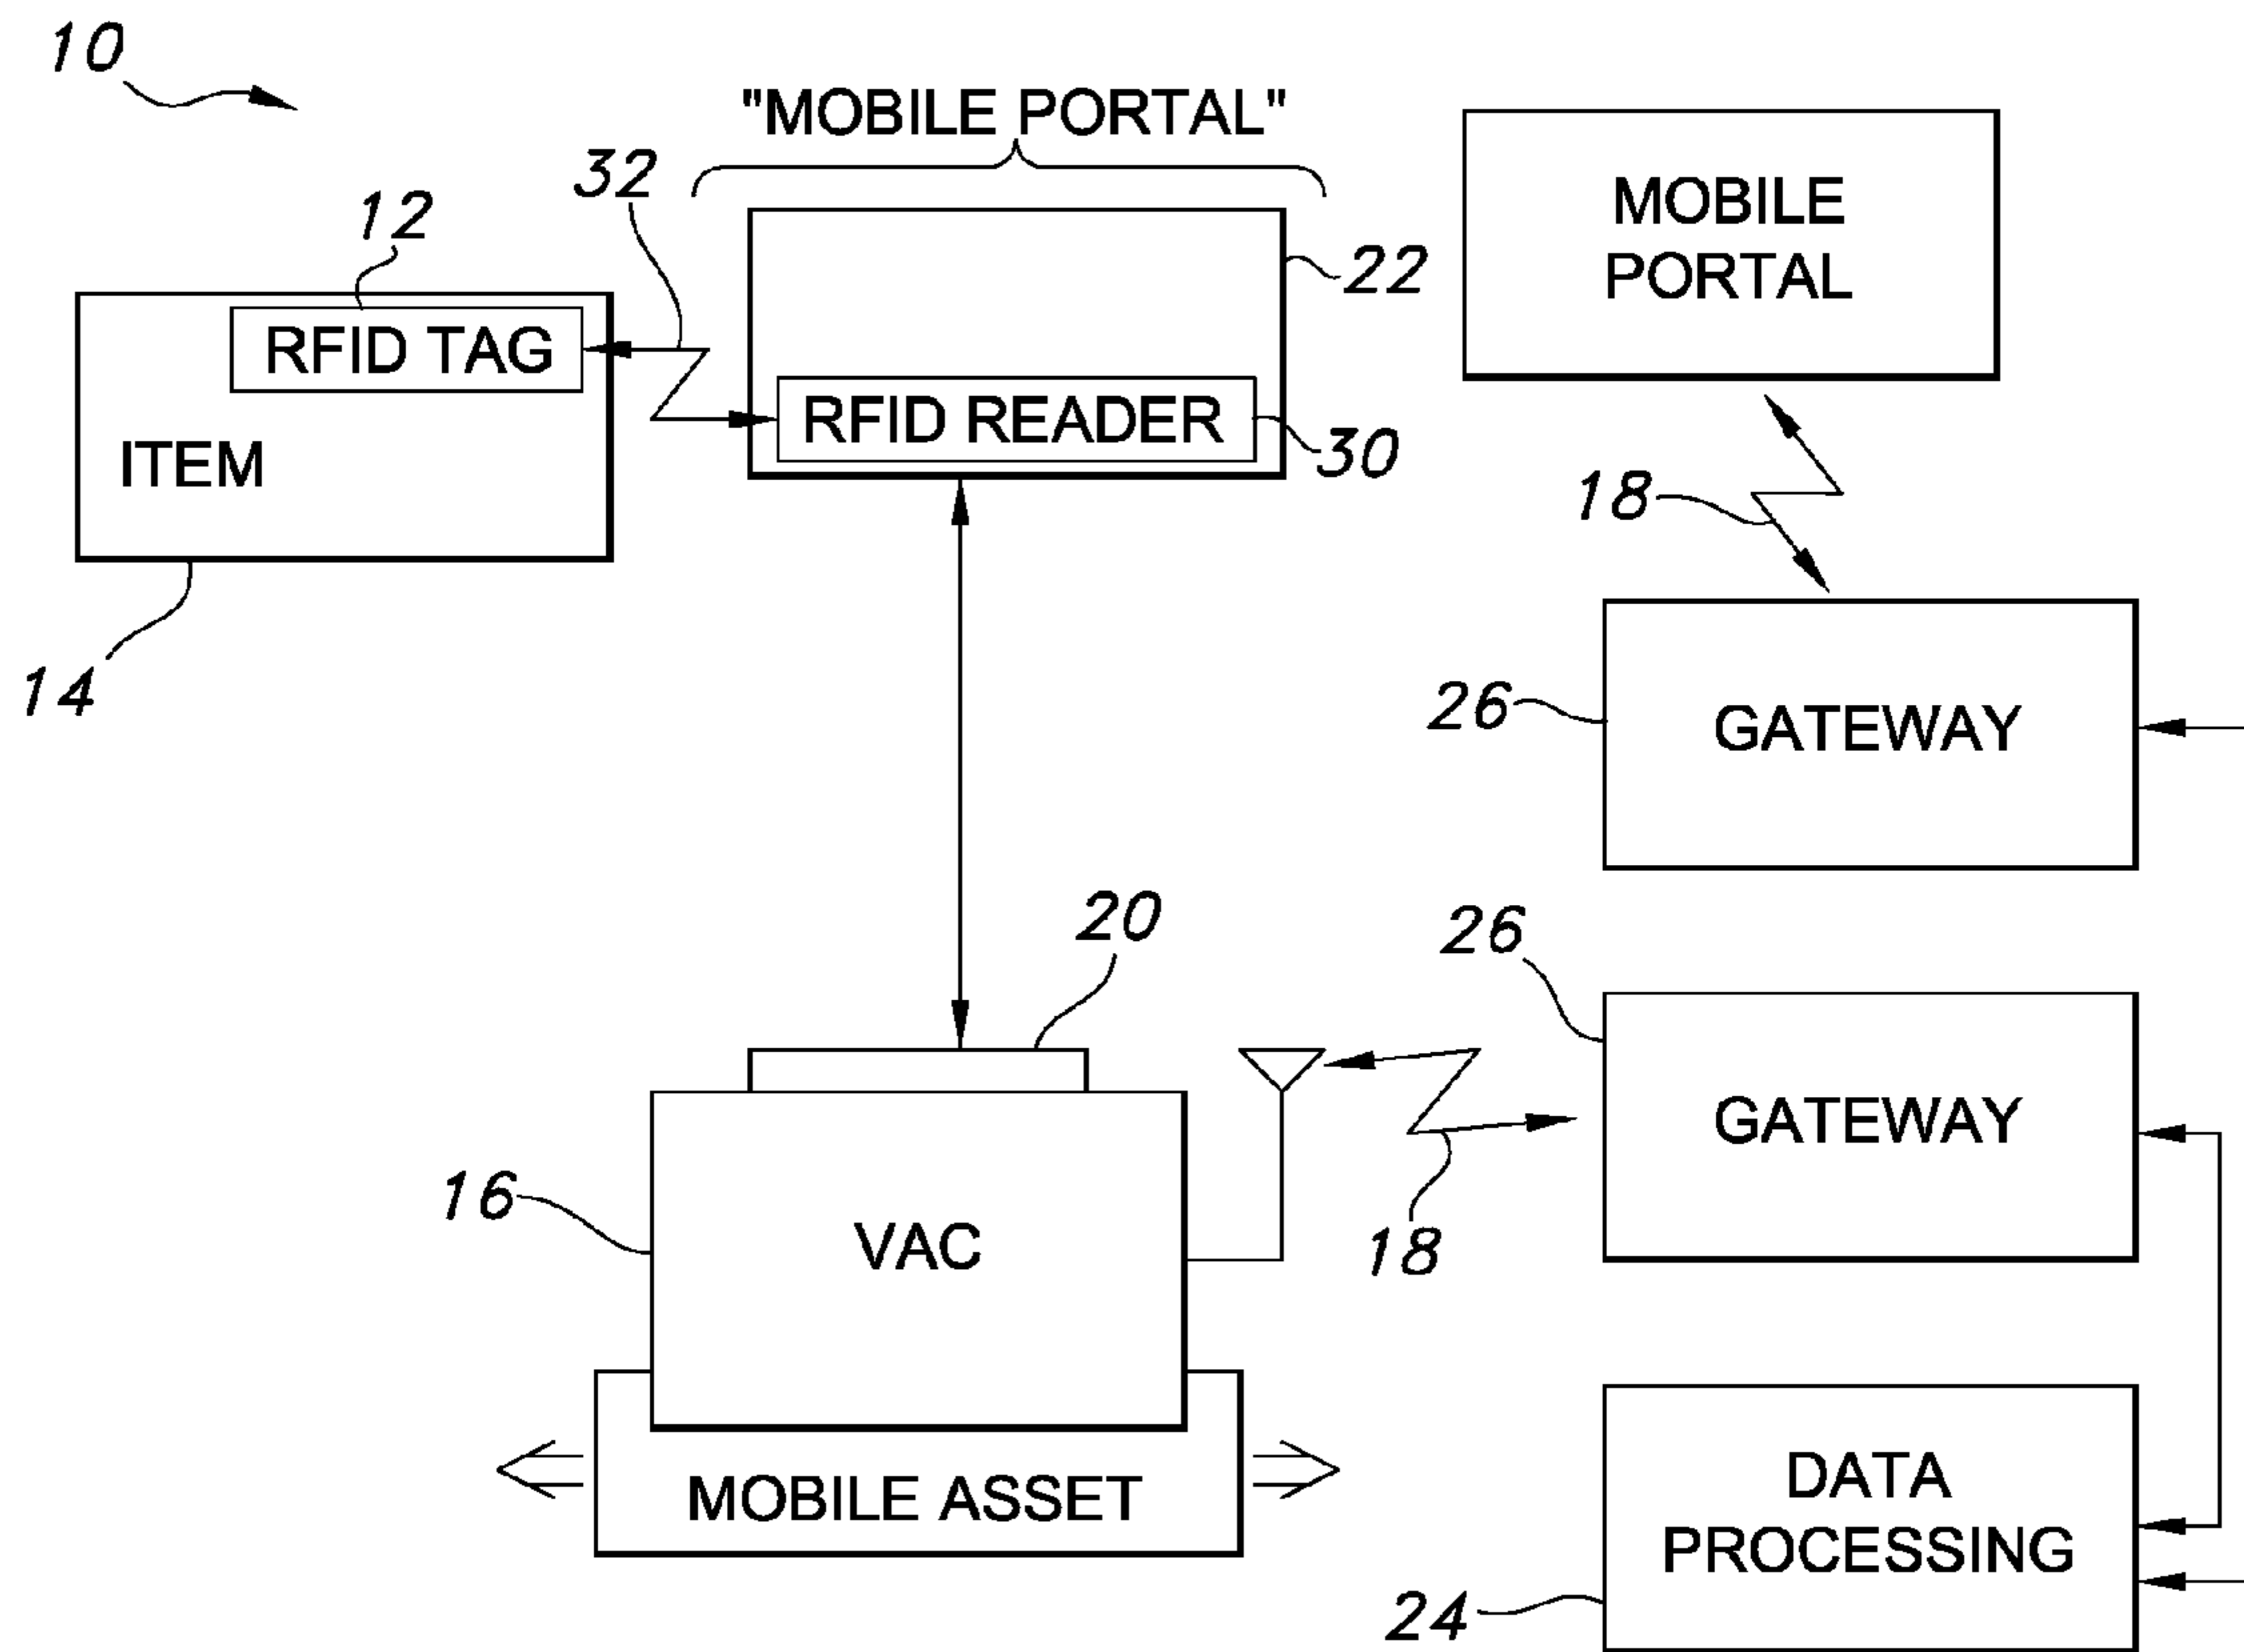 10
"MOBILE PORTAL"
32
12
22
MOBILE
PORTAL
RFID TAG
RFID READER
30
ITEM
18
14
26
GATEWAY
20
26
GATEWAY
16
VAC
18
MOBILE ASSET
DATA
PROCESSING
24